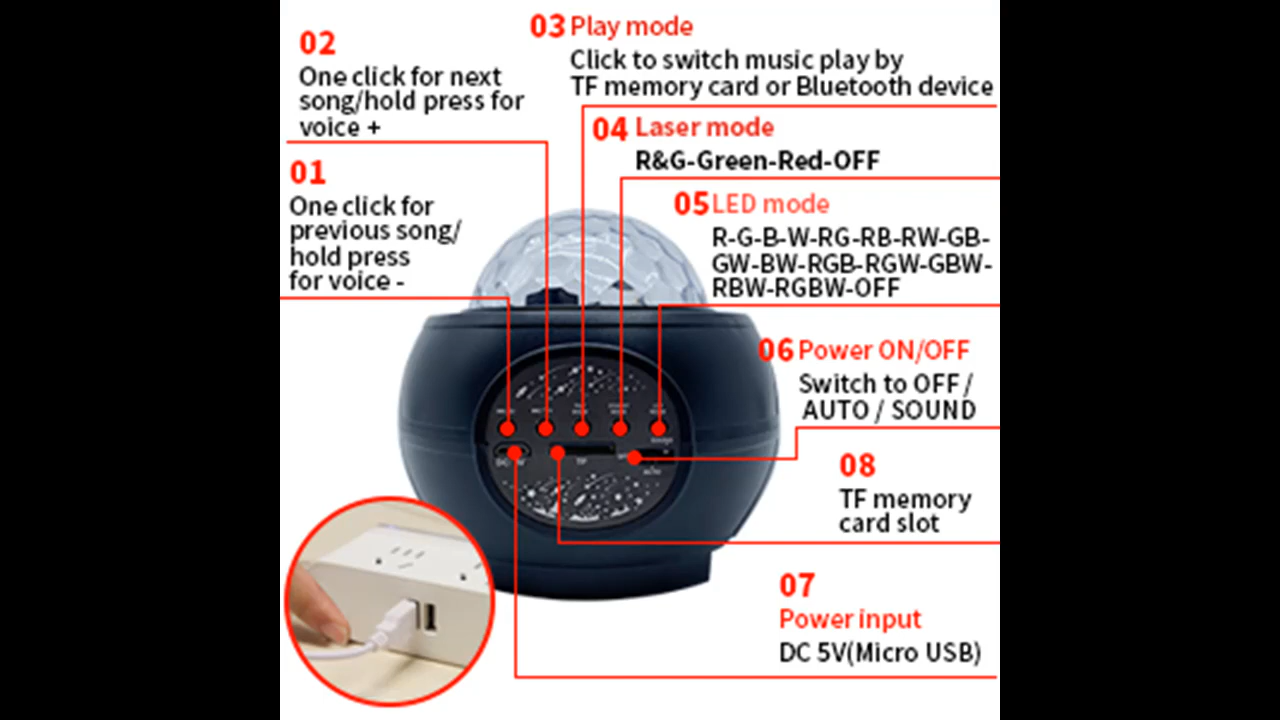 01
One click for
previous song/
hold press
for voice -
02
One click for next
song/hold press for
voice +
03 Play mode
Click to switch music play by
TF memory card or Bluetooth device
04 Laser mode
R&G-Green-Red-OFF
05 LED mode
R-G-B-W-RG-RB-RW-GB-
GW-BW-RGB-RGW-GBW-
RBW-RGBW-OFF
06 Power ON/OFF
Switch to OFF /
AUTO / SOUND
08
TF memory
card slot
07
Power input
DC 5V(Micro USB)
TF